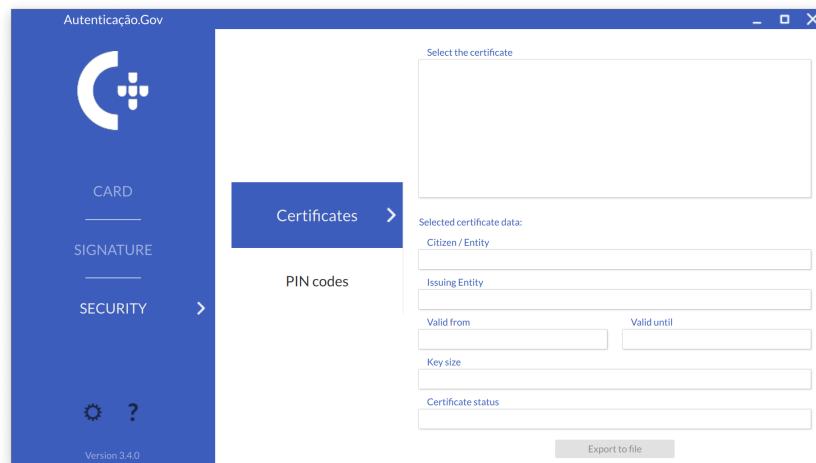 Autenticação.Gov
CARD
SIGNATURE
SECURITY
Version 3.4.0
Certificates
PIN codes
Select the certificate
Selected certificate data:
Citizen / Entity
Issuing Entity
Valid from Valid until
Key size
Certificate status
Export to file